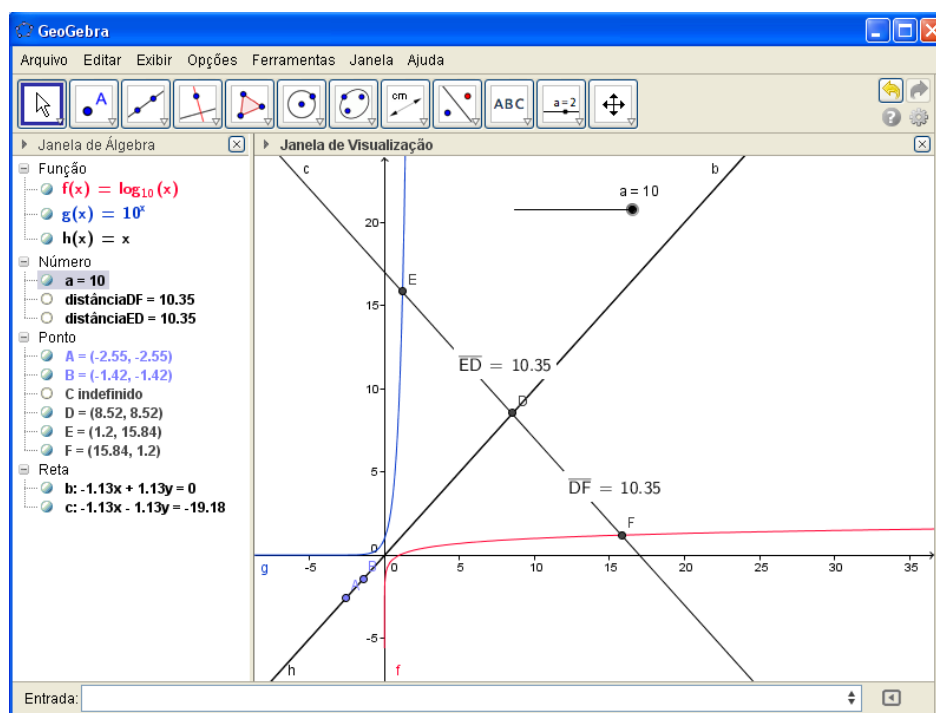 GeoGebra
Arquivo Editar Exibir Opções Ferramentas Janela Ajuda
A cm ABC a=2
Janela de Álgebra
Função
f(x) = log₁₀(x)
g(x) = 10ˣ
h(x) = x
Número
a = 10
distânciaDF = 10.35
distânciaED = 10.35
Ponto
A = (-2.55, -2.55)
B = (-1.42, -1.42)
C indefinido
D = (8.52, 8.52)
E = (1.2, 15.84)
F = (15.84, 1.2)
Reta
b: -1.13x + 1.13y = 0
c: -1.13x - 1.13y = -19.18
Janela de Visualização
c b
a = 10
20
E
15
ED = 10.35
10
D
5
DF = 10.35
F
0
g -5 B 0 5 10 15 20 25 30 35
A
-5
h f
Entrada: